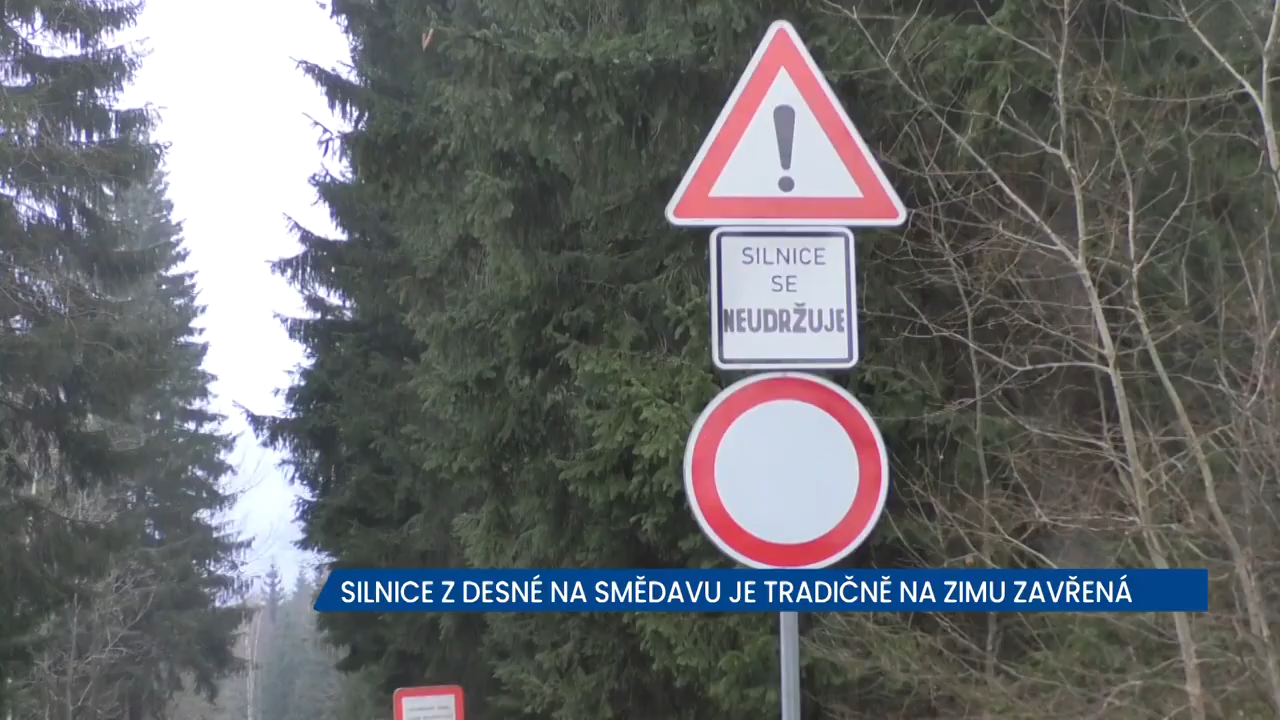 SILNICE
SE
NEUDRŽUJE
SILNICE Z DESNÉ NA SMĚDAVU JE TRADIČNĚ NA ZIMU ZAVŘENÁ